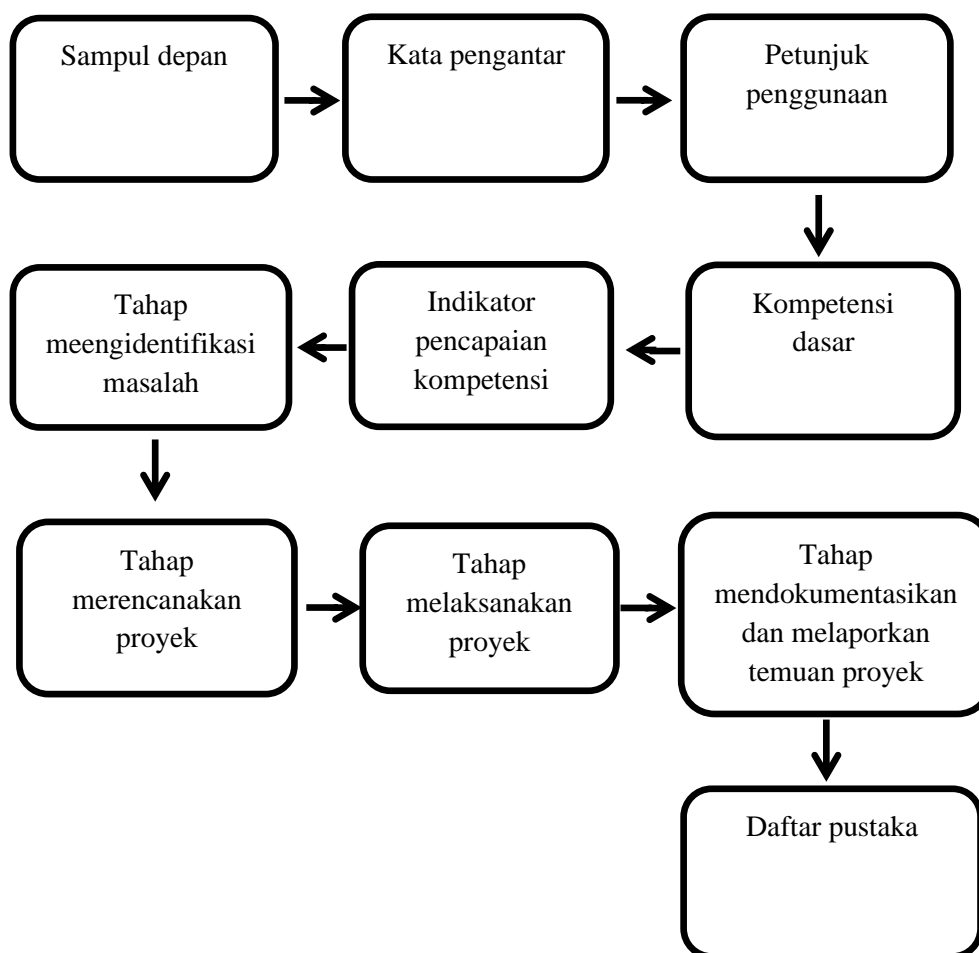 Sampul depan
Kata pengantar
Petunjuk
penggunaan
Kompetensi
dasar
Indikator
pencapaian
kompetensi
Tahap
meengidentifikasi
masalah
Tahap
merencanakan
proyek
Tahap
melaksanakan
proyek
Tahap
mendokumentasikan
dan melaporkan
temuan proyek
Daftar pustaka